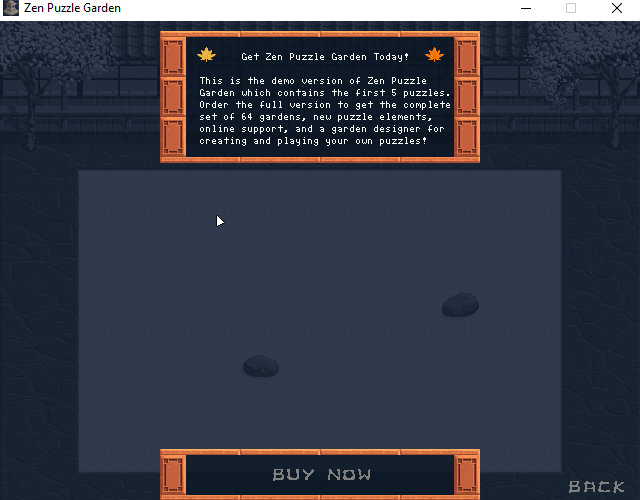 Zen Puzzle Garden
Get Zen Puzzle Garden Today!
This is the demo version of Zen Puzzle
Garden which contains the first 5 puzzles.
Order the full version to get the complete
set of 64 gardens, new puzzle elements,
online support, and a garden designer for
creating and playing your own puzzles!
BUY NOW
BACK